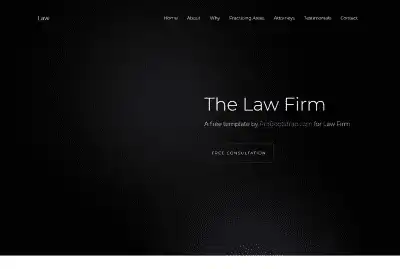 Law
Home About Why Practicing Areas Attorneys Testimonials Contact
The Law Firm
A free template by ProBootstrap.com for Law Firm
FREE CONSULTATION